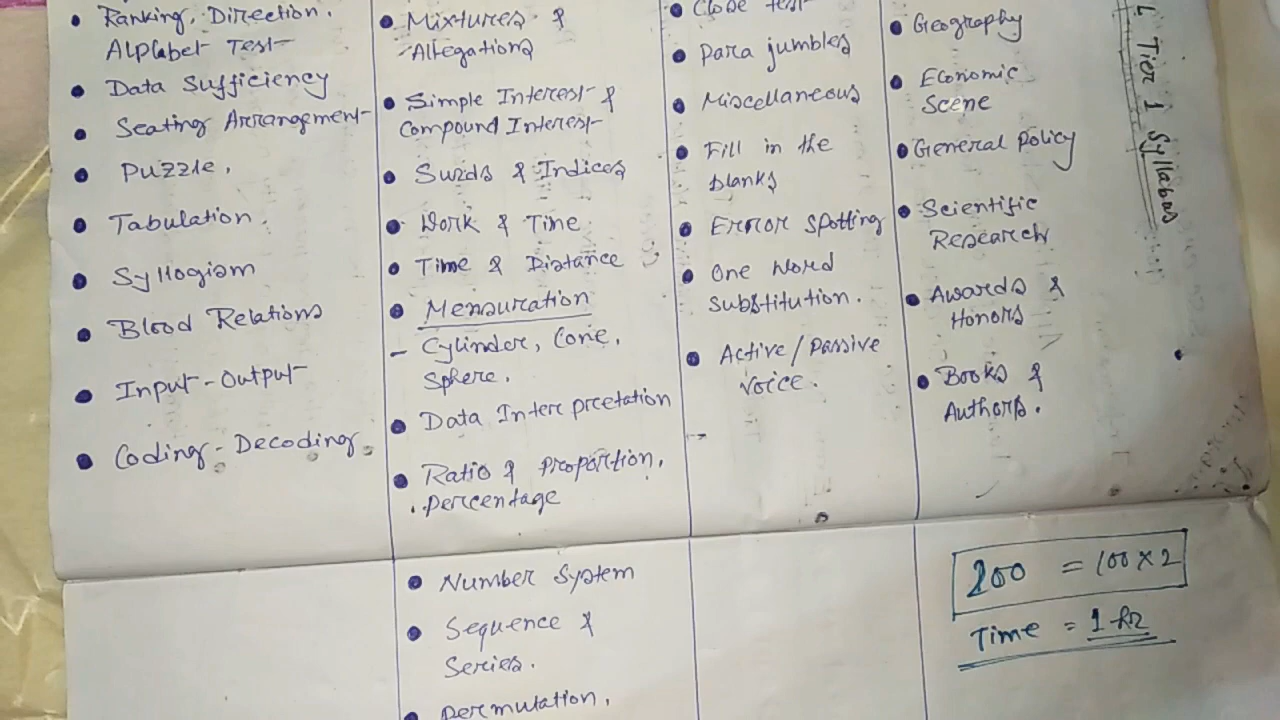 Ranking, Direction.
Alphabet Test
Data Sufficiency
Seating Arrangement
Puzzle.
Tabulation.
Syllogism
Blood Relations
Input-Output
Coding-Decoding
Mixtures &
Allegations
Simple Interest &
Compound Interest
Surds & Indices
Work & Time
Time & Distance
Mensuration
- Cylinder, Cone,
Sphere.
Data Interpretation
Ratio & Proportion,
Percentage
Number System
Sequence &
Series.
Permutation,
Close test
Para jumbles
Miscellaneous
Fill in the
blanks
Error Spotting
One Word
Substitution.
Active/Passive
Voice.
Geography
Economic
Scene
General Policy
Scientific
Research
Awards &
Honors
Books &
Authors.
200 = 100 x 2
Time = 1 hr
Tier 1 Syllabus